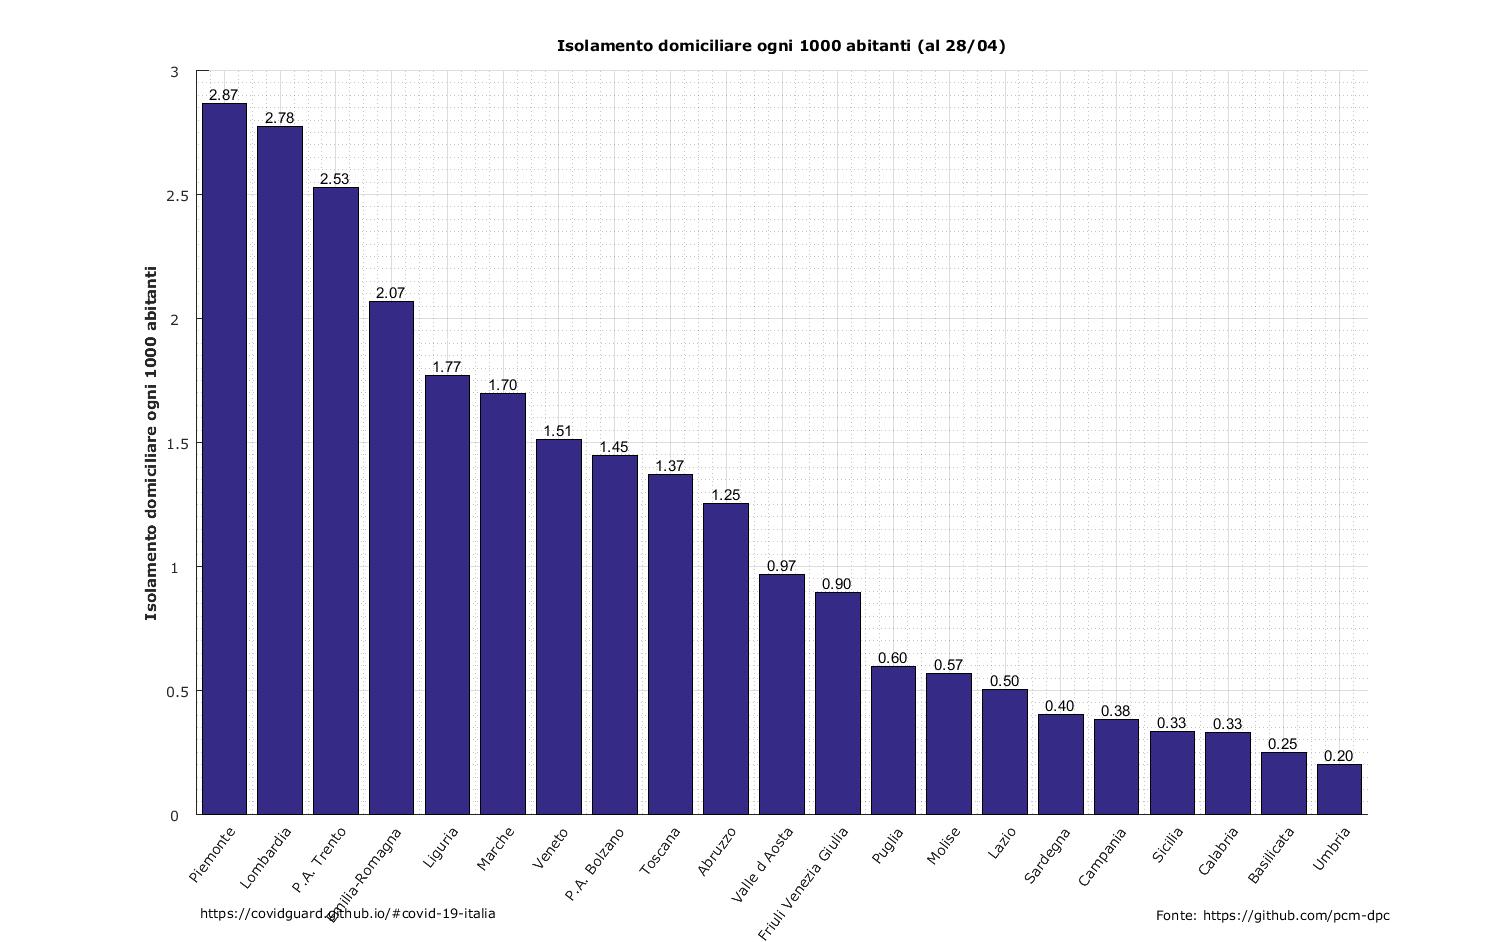 Isolamento domiciliare ogni 1000 abitanti (al 28/04)
Isolamento domiciliare ogni 1000 abitanti
3
2.5
2
1.5
1
0.5
0
2.87
2.78
2.53
2.07
1.77
1.70
1.51
1.45
1.37
1.25
0.97
0.90
0.60
0.57
0.50
0.40
0.38
0.33
0.33
0.25
0.20
Piemonte
Lombardia
P.A. Trento
Emilia-Romagna
Liguria
Marche
Veneto
P.A. Bolzano
Toscana
Abruzzo
Valle d Aosta
Friuli Venezia Giulia
Puglia
Molise
Lazio
Sardegna
Campania
Sicilia
Calabria
Basilicata
Umbria
https://covidguard.github.io/#covid-19-italia
Fonte: https://github.com/pcm-dpc